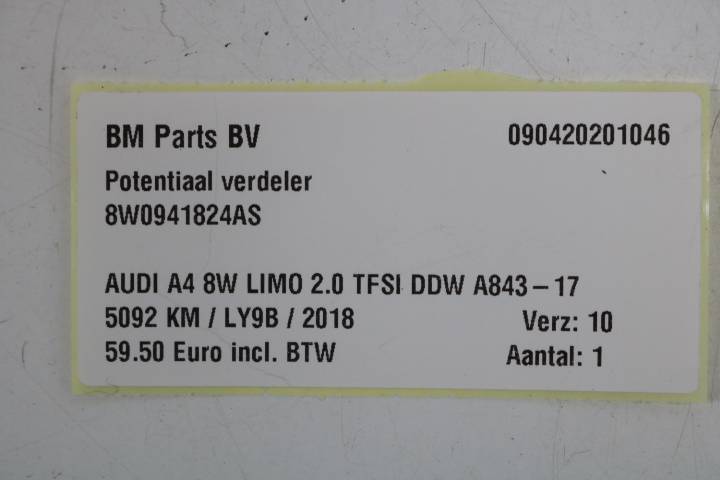 BM Parts BV 090420201046
Potentiaal verdeler
8W0941824AS
AUDI A4 8W LIMO 2.0 TFSI DDW A843-17
5092 KM / LY9B / 2018 Verz: 10
59.50 Euro incl. BTW Aantal: 1